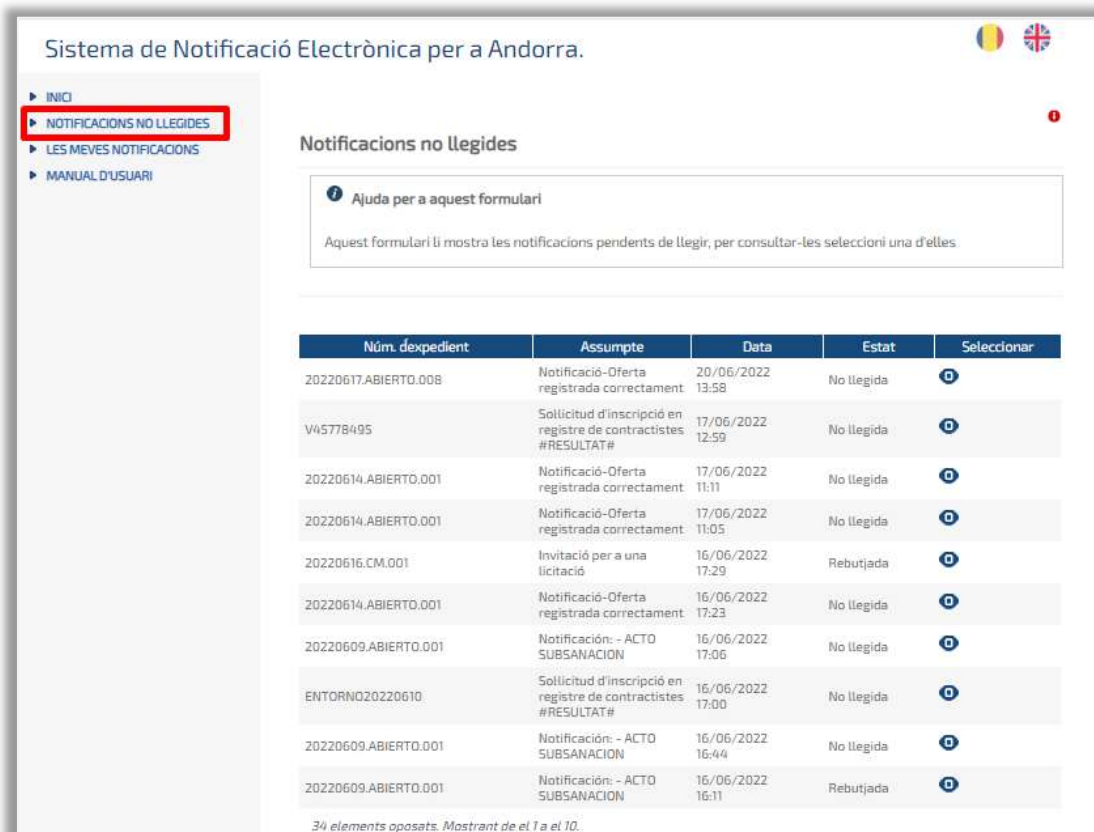 Sistema de Notificació Electrònica per a Andorra.
INICI
NOTIFICACIONS NO LLEGIDES
LES MEVES NOTIFICACIONS
MANUAL D'USUARI
Notificacions no llegides
Ajuda per a aquest formulari
Aquest formulari li mostra les notificacions pendents de llegir, per consultar-les seleccioni una d'elles
Núm. d'expedient Assumpte Data Estat Seleccionar
20220617.ABIERTO.008 Notificació-Oferta registrada correctament 20/06/2022 13:58 No llegida
V45778495 Sol·licitud d'inscripció en registre de contractistes #RESULTAT# 17/06/2022 12:59 No llegida
20220614.ABIERTO.001 Notificació-Oferta registrada correctament 17/06/2022 11:11 No llegida
20220614.ABIERTO.001 Notificació-Oferta registrada correctament 17/06/2022 11:05 No llegida
20220616.CM.001 Invitació per a una licitació 16/06/2022 17:29 Rebutjada
20220614.ABIERTO.001 Notificació-Oferta registrada correctament 16/06/2022 17:23 No llegida
20220609.ABIERTO.001 Notificación: - ACTO SUBSANACION 16/06/2022 17:06 No llegida
ENTORNO20220610 Sol·licitud d'inscripció en registre de contractistes #RESULTAT# 16/06/2022 17:00 No llegida
20220609.ABIERTO.001 Notificación: - ACTO SUBSANACION 16/06/2022 16:44 No llegida
20220609.ABIERTO.001 Notificación: - ACTO SUBSANACION 16/06/2022 16:11 Rebutjada
34 elements oposats. Mostrant de el 1 a el 10.